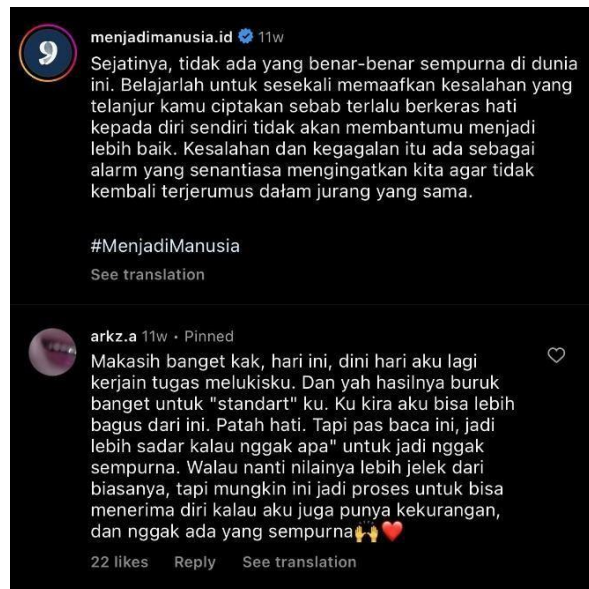 menjadimanusia.id 11w
Sejatinya, tidak ada yang benar-benar sempurna di dunia
ini. Belajarlah untuk sesekali memaafkan kesalahan yang
telanjur kamu ciptakan sebab terlalu berkeras hati
kepada diri sendiri tidak akan membantumu menjadi
lebih baik. Kesalahan dan kegagalan itu ada sebagai
alarm yang senantiasa mengingatkan kita agar tidak
kembali terjerumus dalam jurang yang sama.
#MenjadiManusia
See translation
arkz.a 11w • Pinned
Makasih banget kak, hari ini, dini hari aku lagi
kerjain tugas melukisku. Dan yah hasilnya buruk
banget untuk "standart" ku. Ku kira aku bisa lebih
bagus dari ini. Patah hati. Tapi pas baca ini, jadi
lebih sadar kalau nggak apa" untuk jadi nggak
sempurna. Walau nanti nilainya lebih jelek dari
biasanya, tapi mungkin ini jadi proses untuk bisa
menerima diri kalau aku juga punya kekurangan,
dan nggak ada yang sempurna🙌❤️
22 likes Reply See translation